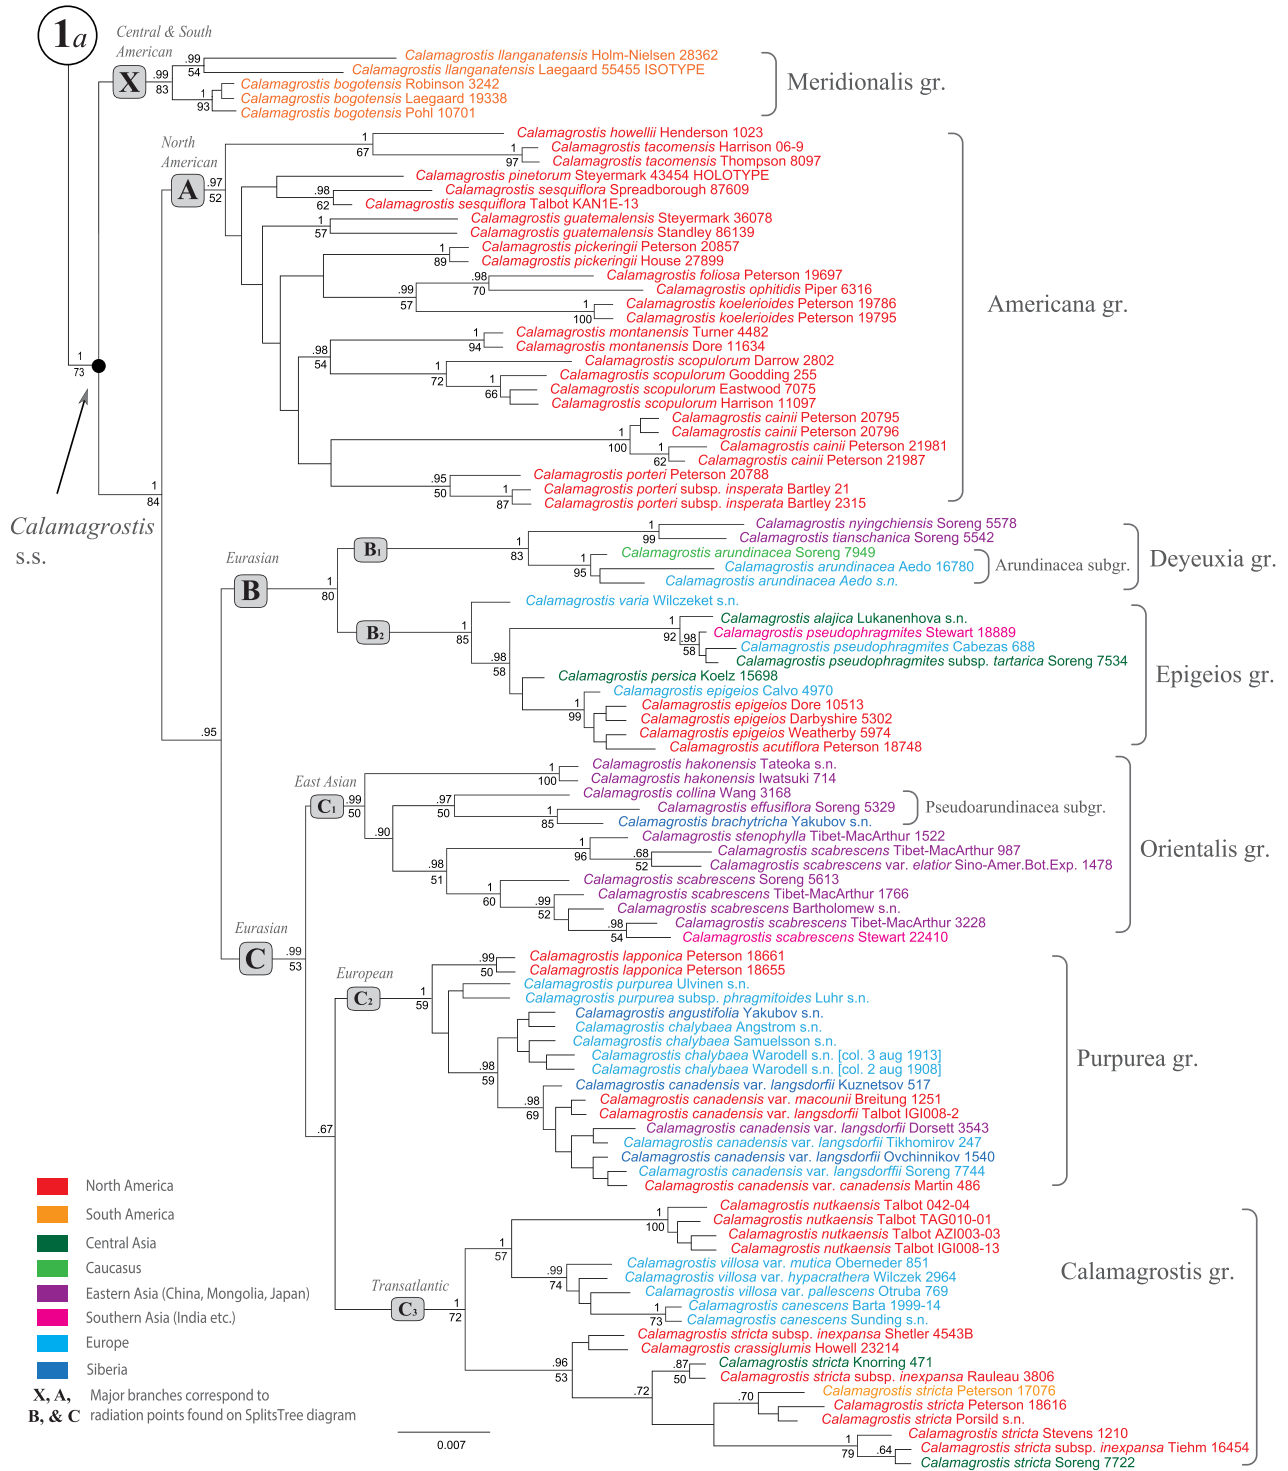 1a
Central & South
American
X
.99
83
.99
54
1
93
Calamagrostis llanganatensis Holm-Nielsen 28362
Calamagrostis llanganatensis Laegaard 55455 ISOTYPE
Calamagrostis bogotensis Robinson 3242
Calamagrostis bogotensis Laegaard 19338
Calamagrostis bogotensis Pohl 10701
Meridionalis gr.
North
American
A
.97
52
1
67
1
97
Calamagrostis howellii Henderson 1023
Calamagrostis tacomensis Harrison 06-9
Calamagrostis tacomensis Thompson 8097
Calamagrostis pinetorum Steyermark 43454 HOLOTYPE
.98
62
Calamagrostis sesquiflora Spreadborough 87609
Calamagrostis sesquiflora Talbot KAN1E-13
1
57
Calamagrostis guatemalensis Steyermark 36078
Calamagrostis guatemalensis Standley 86139
1
89
Calamagrostis pickeringii Peterson 20857
Calamagrostis pickeringii House 27899
.99
57
.98
70
Calamagrostis foliosa Peterson 19697
Calamagrostis ophitidis Piper 6316
1
100
Calamagrostis koelerioides Peterson 19786
Calamagrostis koelerioides Peterson 19795
Americana gr.
.98
54
1
94
Calamagrostis montanensis Turner 4482
Calamagrostis montanensis Dore 11634
1
72
1
66
Calamagrostis scopulorum Darrow 2802
Calamagrostis scopulorum Goodding 255
Calamagrostis scopulorum Eastwood 7075
Calamagrostis scopulorum Harrison 11097
1
100
1
62
Calamagrostis cainii Peterson 20795
Calamagrostis cainii Peterson 20796
Calamagrostis cainii Peterson 21981
Calamagrostis cainii Peterson 21987
.95
50
1
87
Calamagrostis porteri Peterson 20788
Calamagrostis porteri subsp. insperata Bartley 21
Calamagrostis porteri subsp. insperata Bartley 2315
1
73
1
84
Calamagrostis
s.s.
Eurasian
B
1
80
B1
1
83
1
99
1
95
Calamagrostis nyingchiensis Soreng 5578
Calamagrostis tianschanica Soreng 5542
Calamagrostis arundinacea Soreng 7949
Calamagrostis arundinacea Aedo 16780
Calamagrostis arundinacea Aedo s.n.
Arundinacea subgr.
Deyeuxia gr.
B2
1
85
Calamagrostis varia Wilczeket s.n.
.98
58
1
92
.98
58
Calamagrostis alajica Lukanenhova s.n.
Calamagrostis pseudophragmites Stewart 18889
Calamagrostis pseudophragmites Cabezas 688
Calamagrostis pseudophragmites subsp. tartarica Soreng 7534
Calamagrostis persica Koelz 15698
1
99
Calamagrostis epigeios Calvo 4970
Calamagrostis epigeios Dore 10513
Calamagrostis epigeios Darbyshire 5302
Calamagrostis epigeios Weatherby 5974
Calamagrostis acutiflora Peterson 18748
Epigeios gr.
.95
East Asian
C1
.99
50
1
100
Calamagrostis hakonensis Tateoka s.n.
Calamagrostis hakonensis Iwatsuki 714
.90
.97
50
1
85
Calamagrostis collina Wang 3168
Calamagrostis effusiflora Soreng 5329
Calamagrostis brachytricha Yakubov s.n.
Pseudoarundinacea subgr.
.98
51
1
96
.68
52
Calamagrostis stenophylla Tibet-MacArthur 1522
Calamagrostis scabrescens Tibet-MacArthur 987
Calamagrostis scabrescens var. elatior Sino-Amer.Bot.Exp. 1478
1
60
.99
52
.98
54
Calamagrostis scabrescens Soreng 5613
Calamagrostis scabrescens Tibet-MacArthur 1766
Calamagrostis scabrescens Bartholomew s.n.
Calamagrostis scabrescens Tibet-MacArthur 3228
Calamagrostis scabrescens Stewart 22410
Orientalis gr.
Eurasian
C
.99
53
European
C2
1
59
.99
50
Calamagrostis lapponica Peterson 18661
Calamagrostis lapponica Peterson 18655
Calamagrostis purpurea Ulvinen s.n.
Calamagrostis purpurea subsp. phragmitoides Luhr s.n.
.98
59
Calamagrostis angustifolia Yakubov s.n.
Calamagrostis chalybaea Angstrom s.n.
Calamagrostis chalybaea Samuelsson s.n.
Calamagrostis chalybaea Warodell s.n. [col. 3 aug 1913]
Calamagrostis chalybaea Warodell s.n. [col. 2 aug 1908]
.98
69
Calamagrostis canadensis var. langsdorfii Kuznetsov 517
Calamagrostis canadensis var. macounii Breitung 1251
Calamagrostis canadensis var. langsdorfii Talbot IGI008-2
Calamagrostis canadensis var. langsdorfii Dorsett 3543
Calamagrostis canadensis var. langsdorfii Tikhomirov 247
Calamagrostis canadensis var. langsdorfii Ovchinnikov 1540
Calamagrostis canadensis var. langsdorffii Soreng 7744
Calamagrostis canadensis var. canadensis Martin 486
Purpurea gr.
.67
Transatlantic
C3
1
72
1
57
1
100
Calamagrostis nutkaensis Talbot 042-04
Calamagrostis nutkaensis Talbot TAG010-01
Calamagrostis nutkaensis Talbot AZI003-03
Calamagrostis nutkaensis Talbot IGI008-13
.99
74
1
73
Calamagrostis villosa var. mutica Oberneder 851
Calamagrostis villosa var. hypacrathera Wilczek 2964
Calamagrostis villosa var. pallescens Otruba 769
Calamagrostis canescens Barta 1999-14
Calamagrostis canescens Sunding s.n.
.96
53
Calamagrostis stricta subsp. inexpansa Shetler 4543B
Calamagrostis crassiglumis Howell 23214
.72
.87
50
Calamagrostis stricta Knorring 471
Calamagrostis stricta subsp. inexpansa Rauleau 3806
.70
Calamagrostis stricta Peterson 17076
Calamagrostis stricta Peterson 18616
Calamagrostis stricta Porsild s.n.
1
79
.64
Calamagrostis stricta Stevens 1210
Calamagrostis stricta subsp. inexpansa Tiehm 16454
Calamagrostis stricta Soreng 7722
Calamagrostis gr.
North America
South America
Central Asia
Caucasus
Eastern Asia (China, Mongolia, Japan)
Southern Asia (India etc.)
Europe
Siberia
X, A, Major branches correspond to
B, & C radiation points found on SplitsTree diagram
0.007